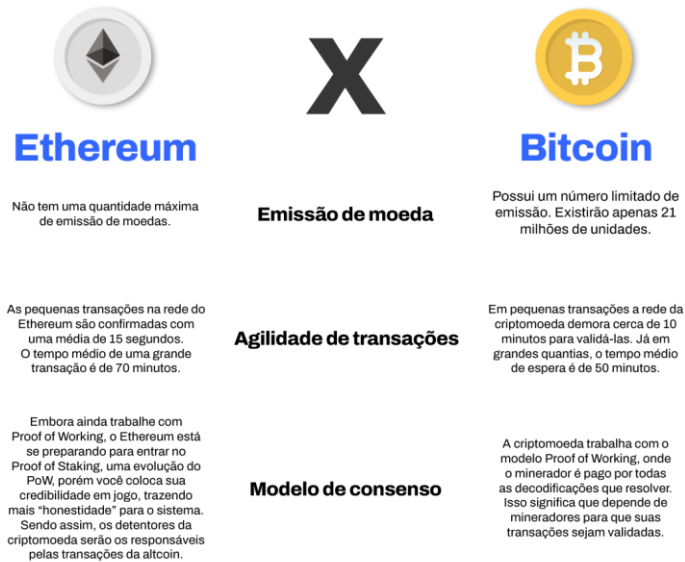 X
Ethereum
Bitcoin
Não tem uma quantidade máxima
de emissão de moedas.
Emissão de moeda
Possui um número limitado de
emissão. Existirão apenas 21
milhões de unidades.
As pequenas transações na rede do
Ethereum são confirmadas com
uma média de 15 segundos.
O tempo médio de uma grande
transação é de 70 minutos.
Agilidade de transações
Em pequenas transações a rede da
criptomoeda demora cerca de 10
minutos para validá-las. Já em
grandes quantias, o tempo médio
de espera é de 50 minutos.
Embora ainda trabalhe com
Proof of Working, o Ethereum está
se preparando para entrar no
Proof of Staking, uma evolução do
PoW, porém você coloca sua
credibilidade em jogo, trazendo
mais “honestidade” para o sistema.
Sendo assim, os detentores da
criptomoeda serão os responsáveis
pelas transações da altcoin.
Modelo de consenso
A criptomoeda trabalha com o
modelo Proof of Working, onde
o minerador é pago por todas
as decodificações que resolver.
Isso significa que depende de
mineradores para que suas
transações sejam validadas.